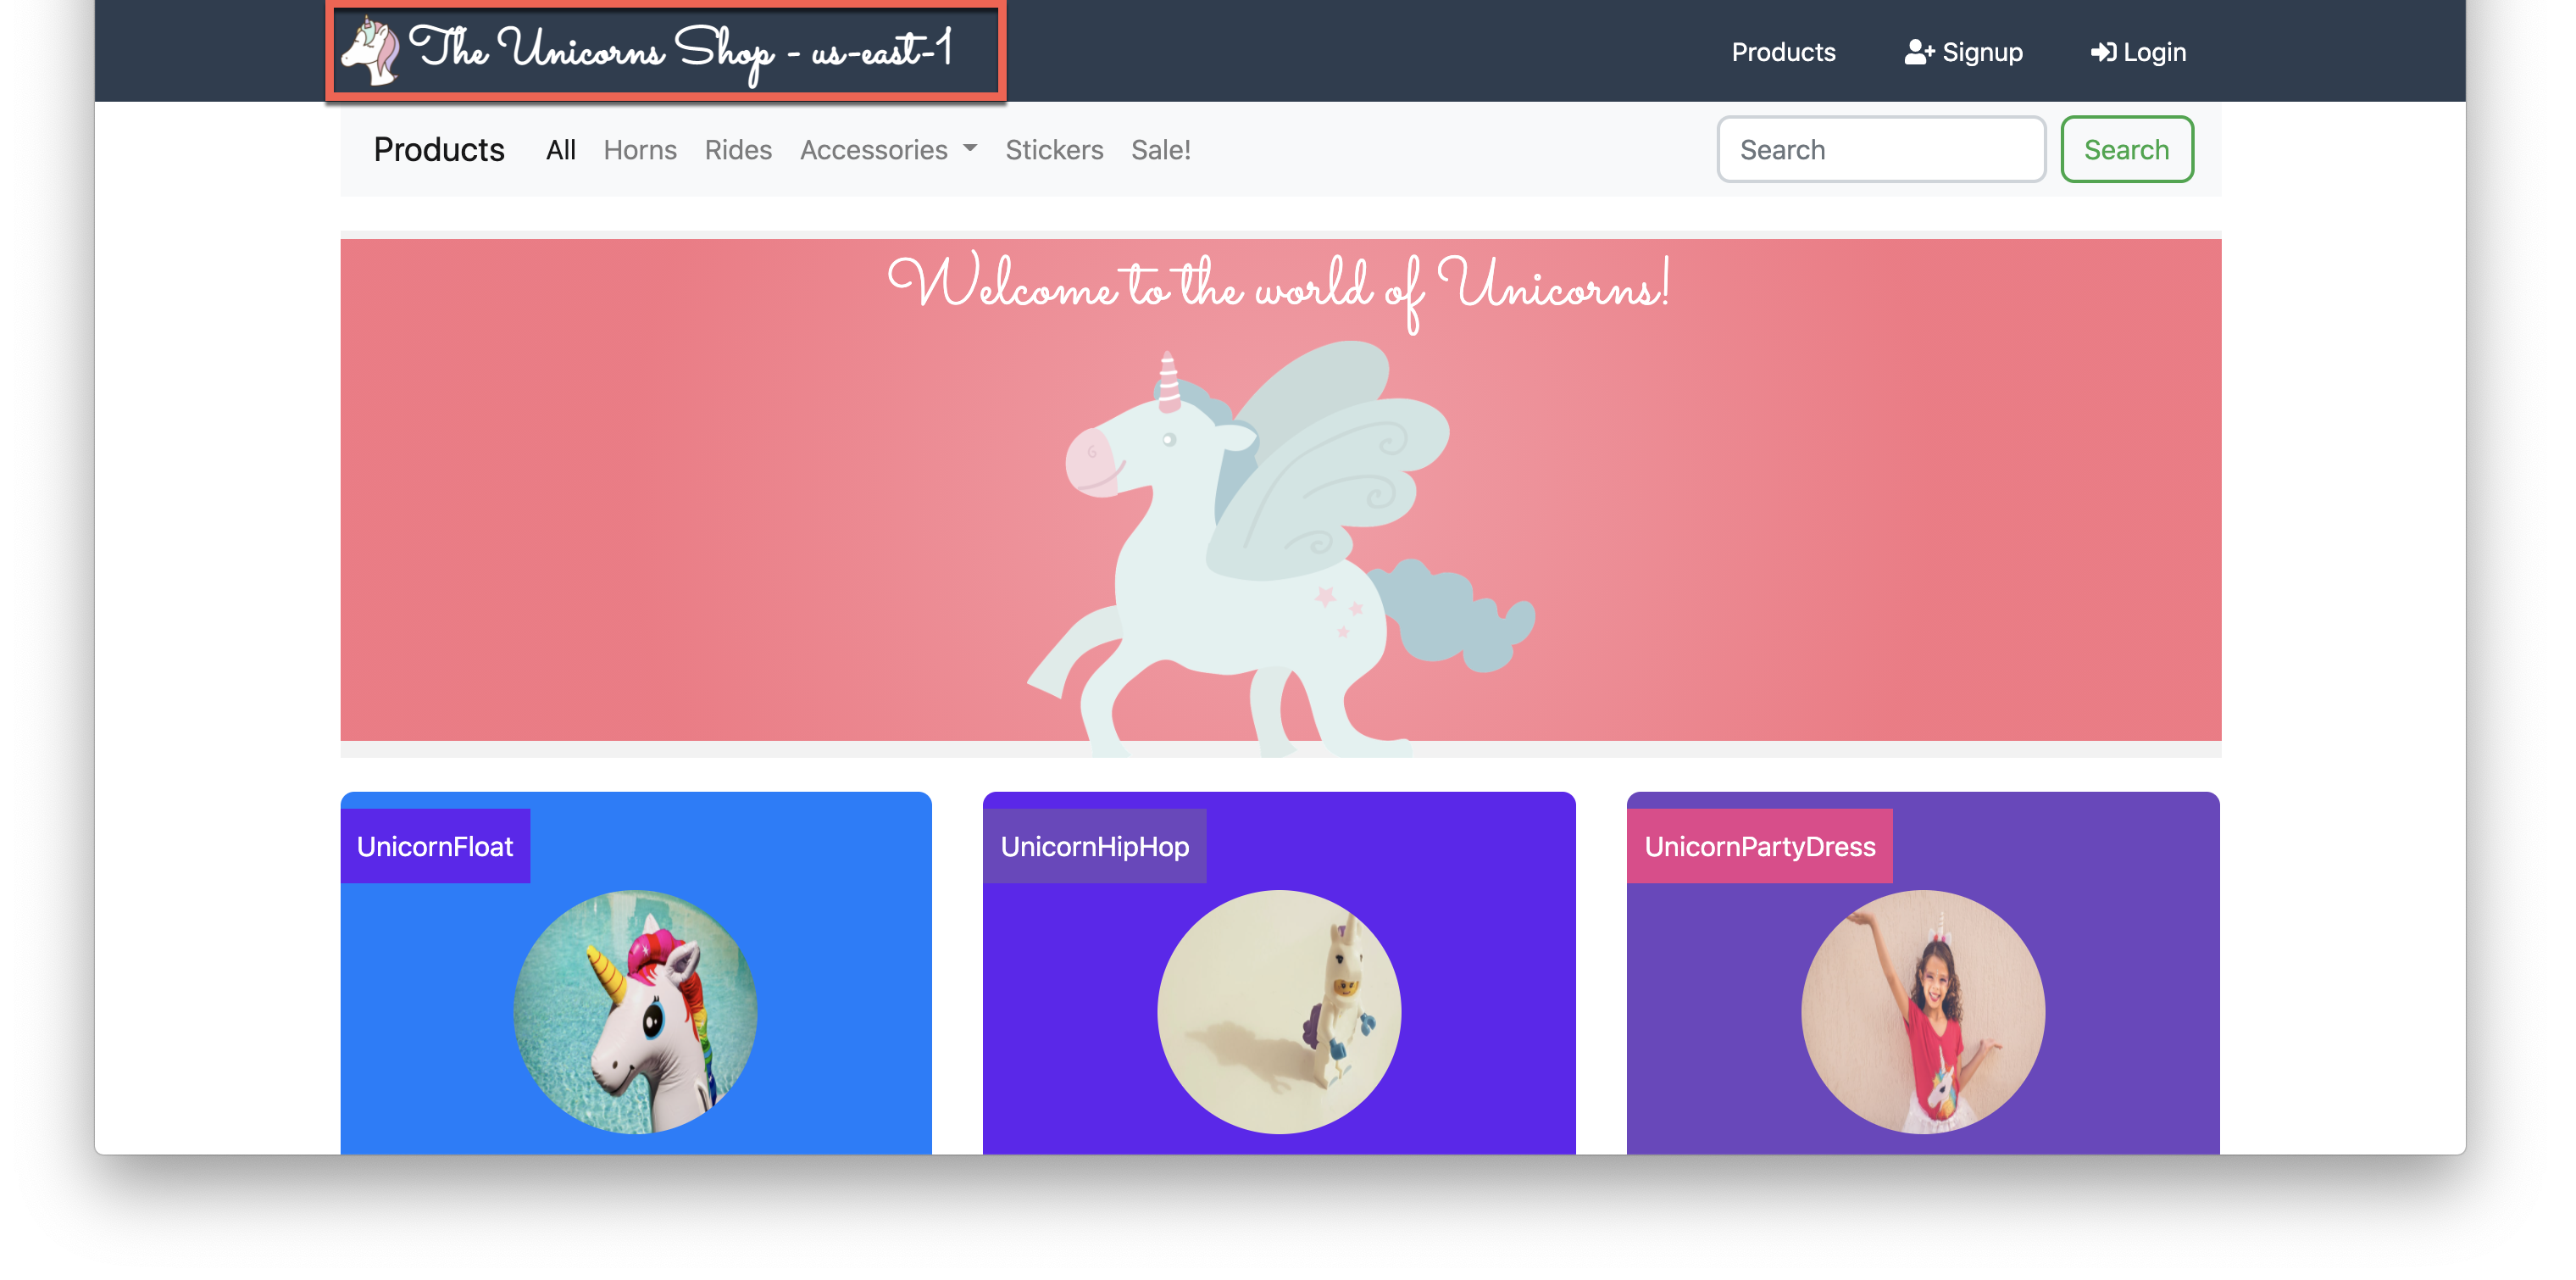 The Unicorns Shop - us-east-1
Products
Signup
Login
Products
All
Horns
Rides
Accessories
Stickers
Sale!
Search
Search
Welcome to the world of Unicorns!
UnicornFloat
UnicornHipHop
UnicornPartyDress